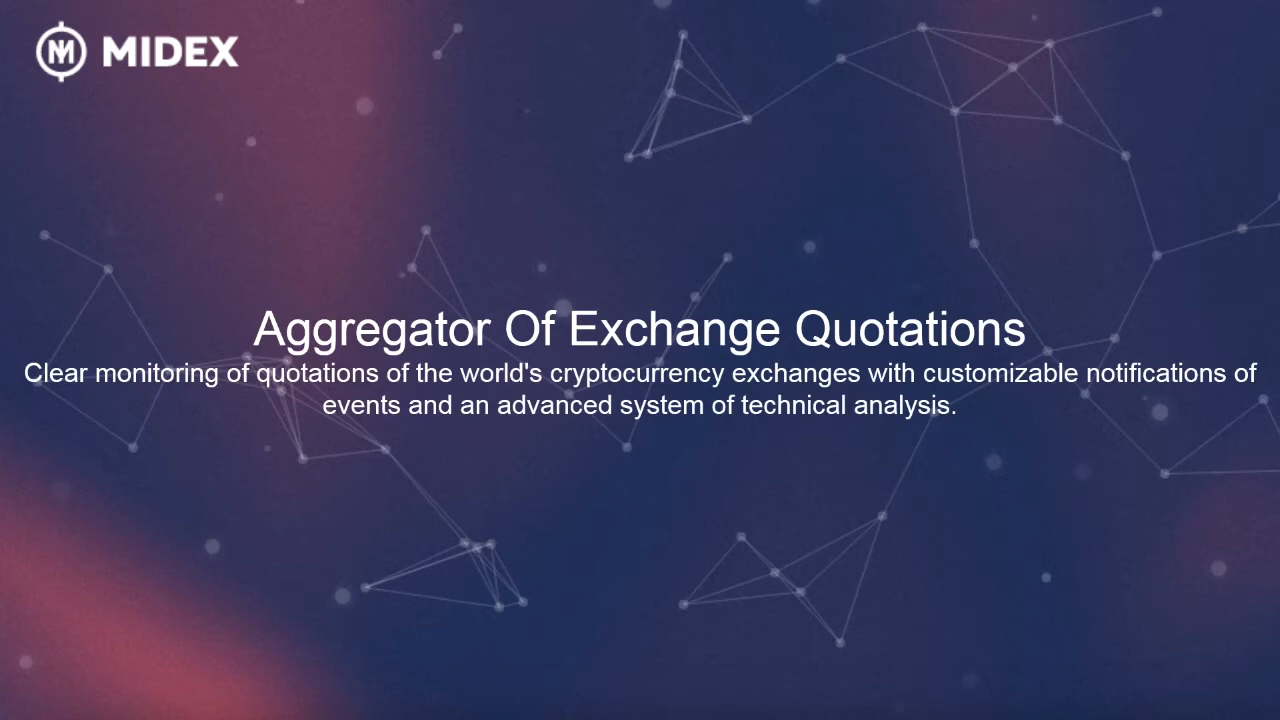 MIDEX
Aggregator Of Exchange Quotations
Clear monitoring of quotations of the world's cryptocurrency exchanges with customizable notifications of
events and an advanced system of technical analysis.